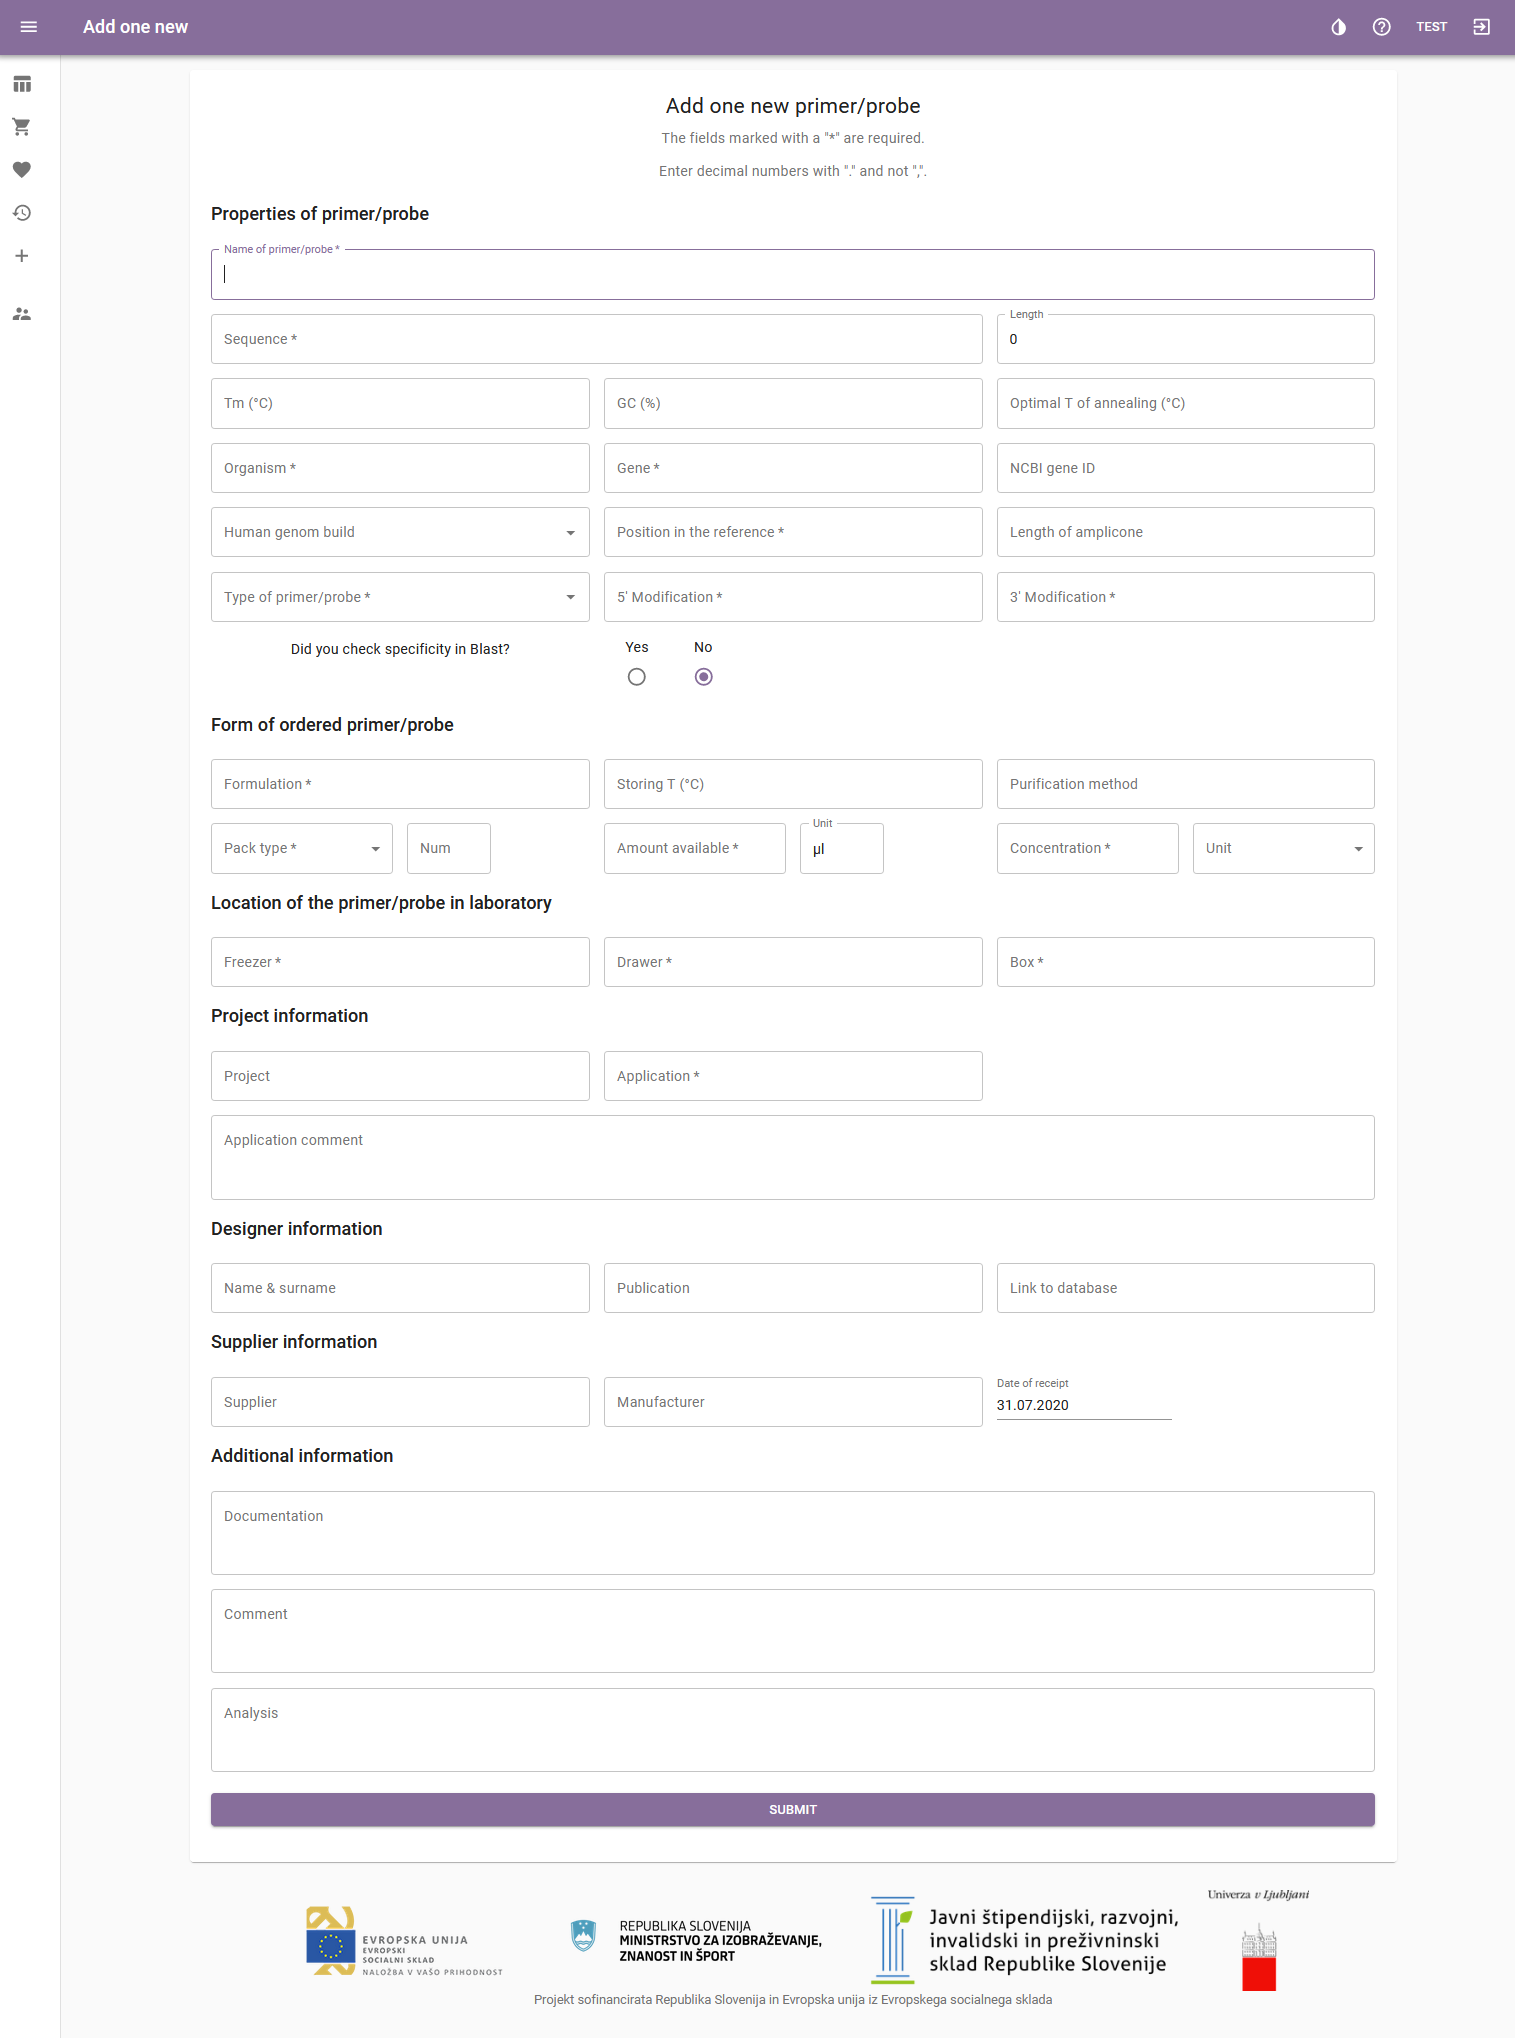 Add one new
TEST
Add one new primer/probe
The fields marked with a "*" are required.
Enter decimal numbers with "." and not ",".
Properties of primer/probe
Name of primer/probe *
Sequence *
Length
0
Tm (°C)
GC (%)
Optimal T of annealing (°C)
Organism *
Gene *
NCBI gene ID
Human genom build
Position in the reference *
Length of amplicone
Type of primer/probe *
5' Modification *
3' Modification *
Did you check specificity in Blast?
Yes
No
Form of ordered primer/probe
Formulation *
Storing T (°C)
Purification method
Pack type *
Num
Amount available *
Unit
μl
Concentration *
Unit
Location of the primer/probe in laboratory
Freezer *
Drawer *
Box *
Project information
Project
Application *
Application comment
Designer information
Name & surname
Publication
Link to database
Supplier information
Supplier
Manufacturer
Date of receipt
31.07.2020
Additional information
Documentation
Comment
Analysis
SUBMIT
EVROPSKA UNIJA
EVROPSKI
SOCIALNI SKLAD
NALOŽBA V VAŠO PRIHODNOST
REPUBLIKA SLOVENIJA
MINISTRSTVO ZA IZOBRAŽEVANJE,
ZNANOST IN ŠPORT
Javni štipendijski, razvojni,
invalidski in preživninski
sklad Republike Slovenije
Univerza v Ljubljani
Projekt sofinancirata Republika Slovenija in Evropska unija iz Evropskega socialnega sklada